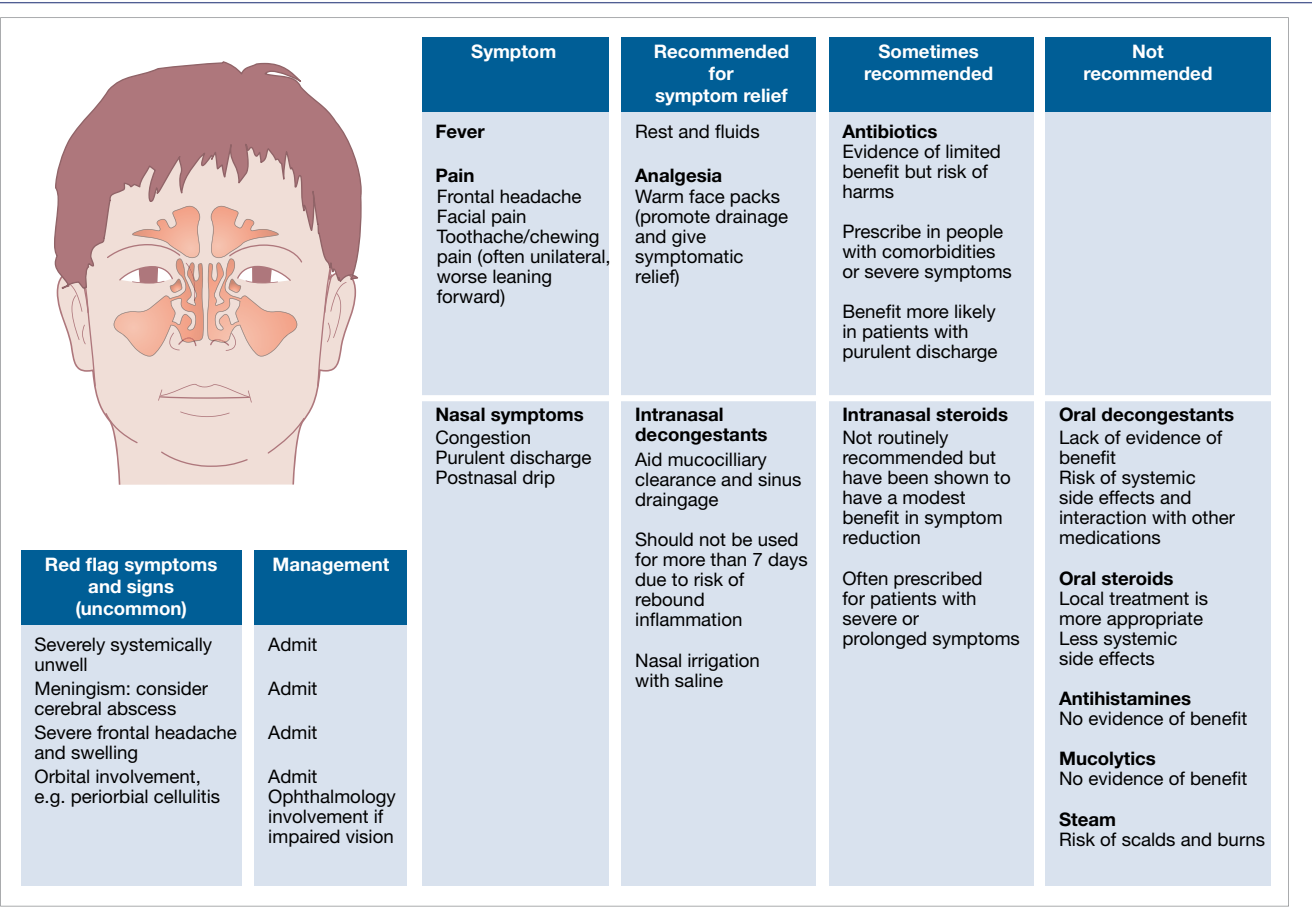 Symptom
Recommended
for
symptom relief
Sometimes
recommended
Not
recommended
Fever
Pain
Frontal headache
Facial pain
Toothache/chewing
pain (often unilateral,
worse leaning
forward)
Rest and fluids
Analgesia
Warm face packs
(promote drainage
and give
symptomatic
relief)
Antibiotics
Evidence of limited
benefit but risk of
harms
Prescribe in people
with comorbidities
or severe symptoms
Benefit more likely
in patients with
purulent discharge
Nasal symptoms
Congestion
Purulent discharge
Postnasal drip
Intranasal
decongestants
Aid mucocilliary
clearance and sinus
draingage
Should not be used
for more than 7 days
due to risk of
rebound
inflammation
Nasal irrigation
with saline
Intranasal steroids
Not routinely
recommended but
have been shown to
have a modest
benefit in symptom
reduction
Often prescribed
for patients with
severe or
prolonged symptoms
Oral decongestants
Lack of evidence of
benefit
Risk of systemic
side effects and
interaction with other
medications
Oral steroids
Local treatment is
more appropriate
Less systemic
side effects
Antihistamines
No evidence of benefit
Mucolytics
No evidence of benefit
Steam
Risk of scalds and burns
Red flag symptoms
and signs
(uncommon)
Management
Severely systemically
unwell
Admit
Meningism: consider
cerebral abscess
Admit
Severe frontal headache
and swelling
Admit
Orbital involvement,
e.g. periorbial cellulitis
Admit
Ophthalmology
involvement if
impaired vision